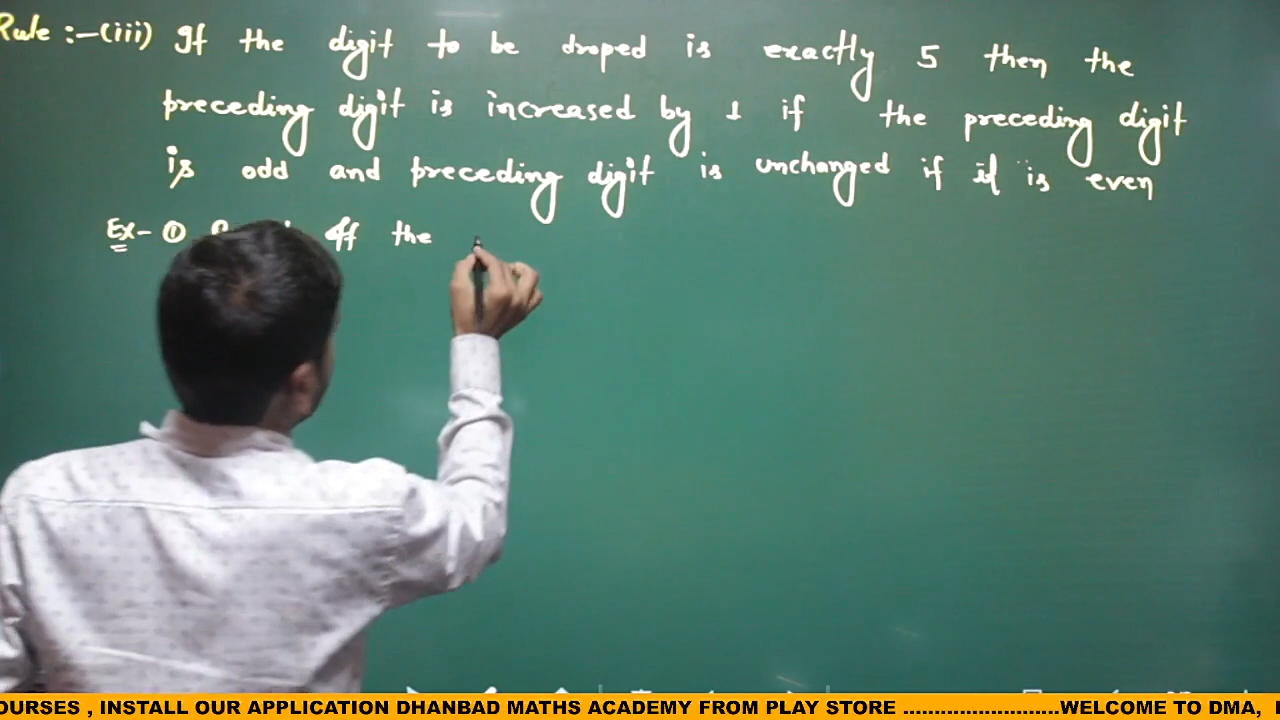 Rule :-(iii) If the digit to be droped is exactly 5 then the
preceding digit is increased by 1 if the preceding digit
is odd and preceding digit is unchanged if it is even
Ex- ① off the
OURSES , INSTALL OUR APPLICATION DHANBAD MATHS ACADEMY FROM PLAY STORE ........................WELCOME TO DMA,